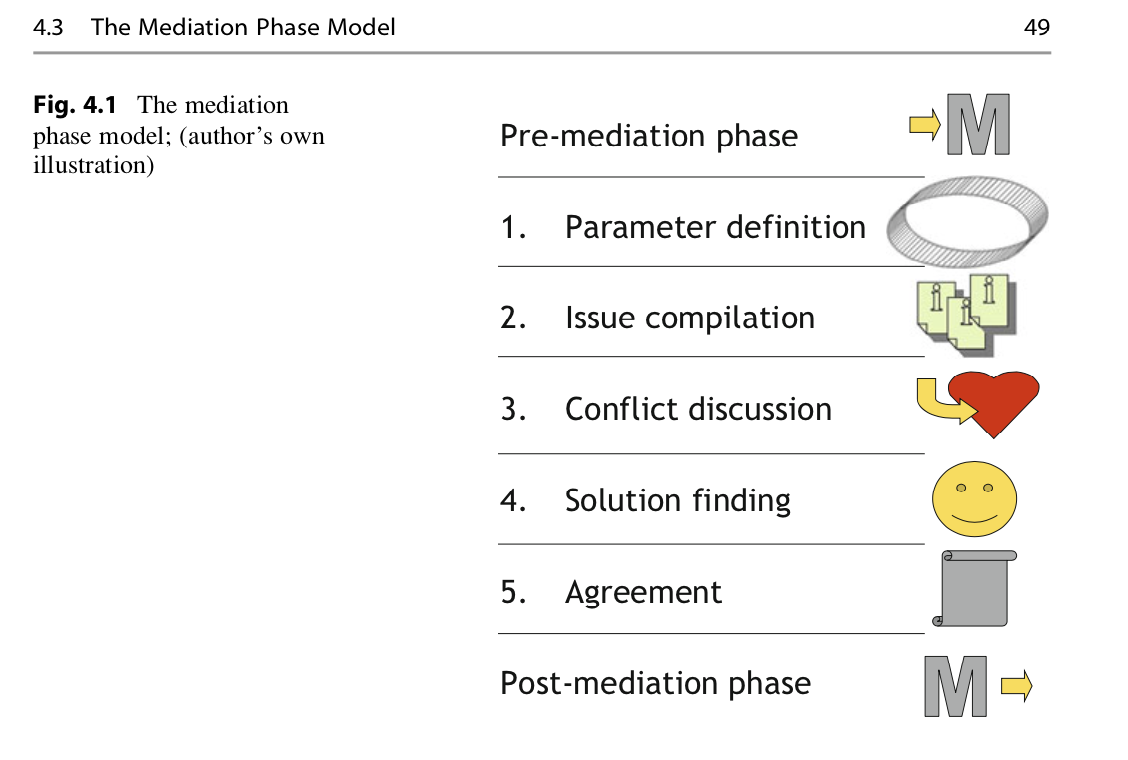 4.3 The Mediation Phase Model 49
Fig. 4.1 The mediation
phase model; (author's own
illustration)
Pre-mediation phase M
1. Parameter definition
2. Issue compilation
i i i
3. Conflict discussion
4. Solution finding
5. Agreement
Post-mediation phase M